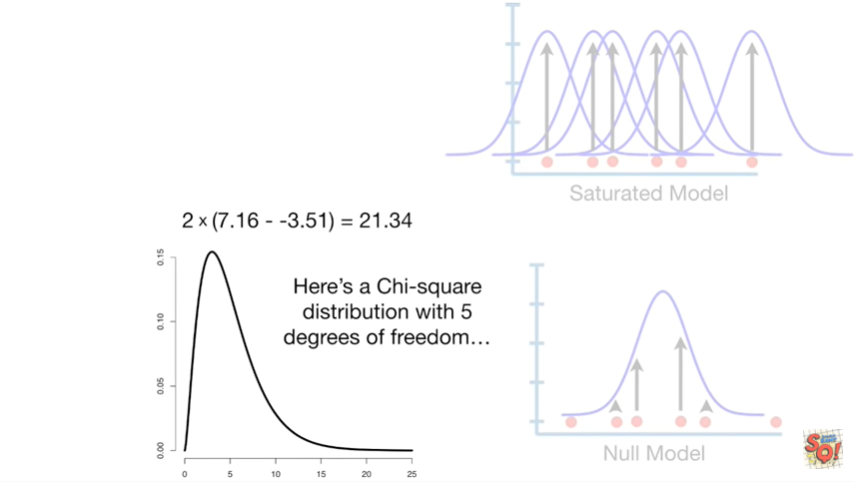 Saturated Model
2 × (7.16 - -3.51) = 21.34
Here's a Chi-square
distribution with 5
degrees of freedom...
0.15
0.10
0.05
0.00
0 5 10 15 20 25
Null Model
SQ!